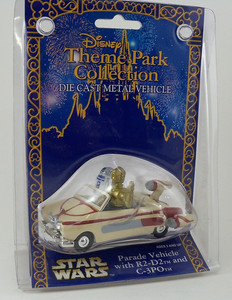 Disney
Theme Park
Collection
DIE CAST METAL VEHICLE
STAR
WARS
Parade Vehicle
with R2-D2™ and
C-3PO™